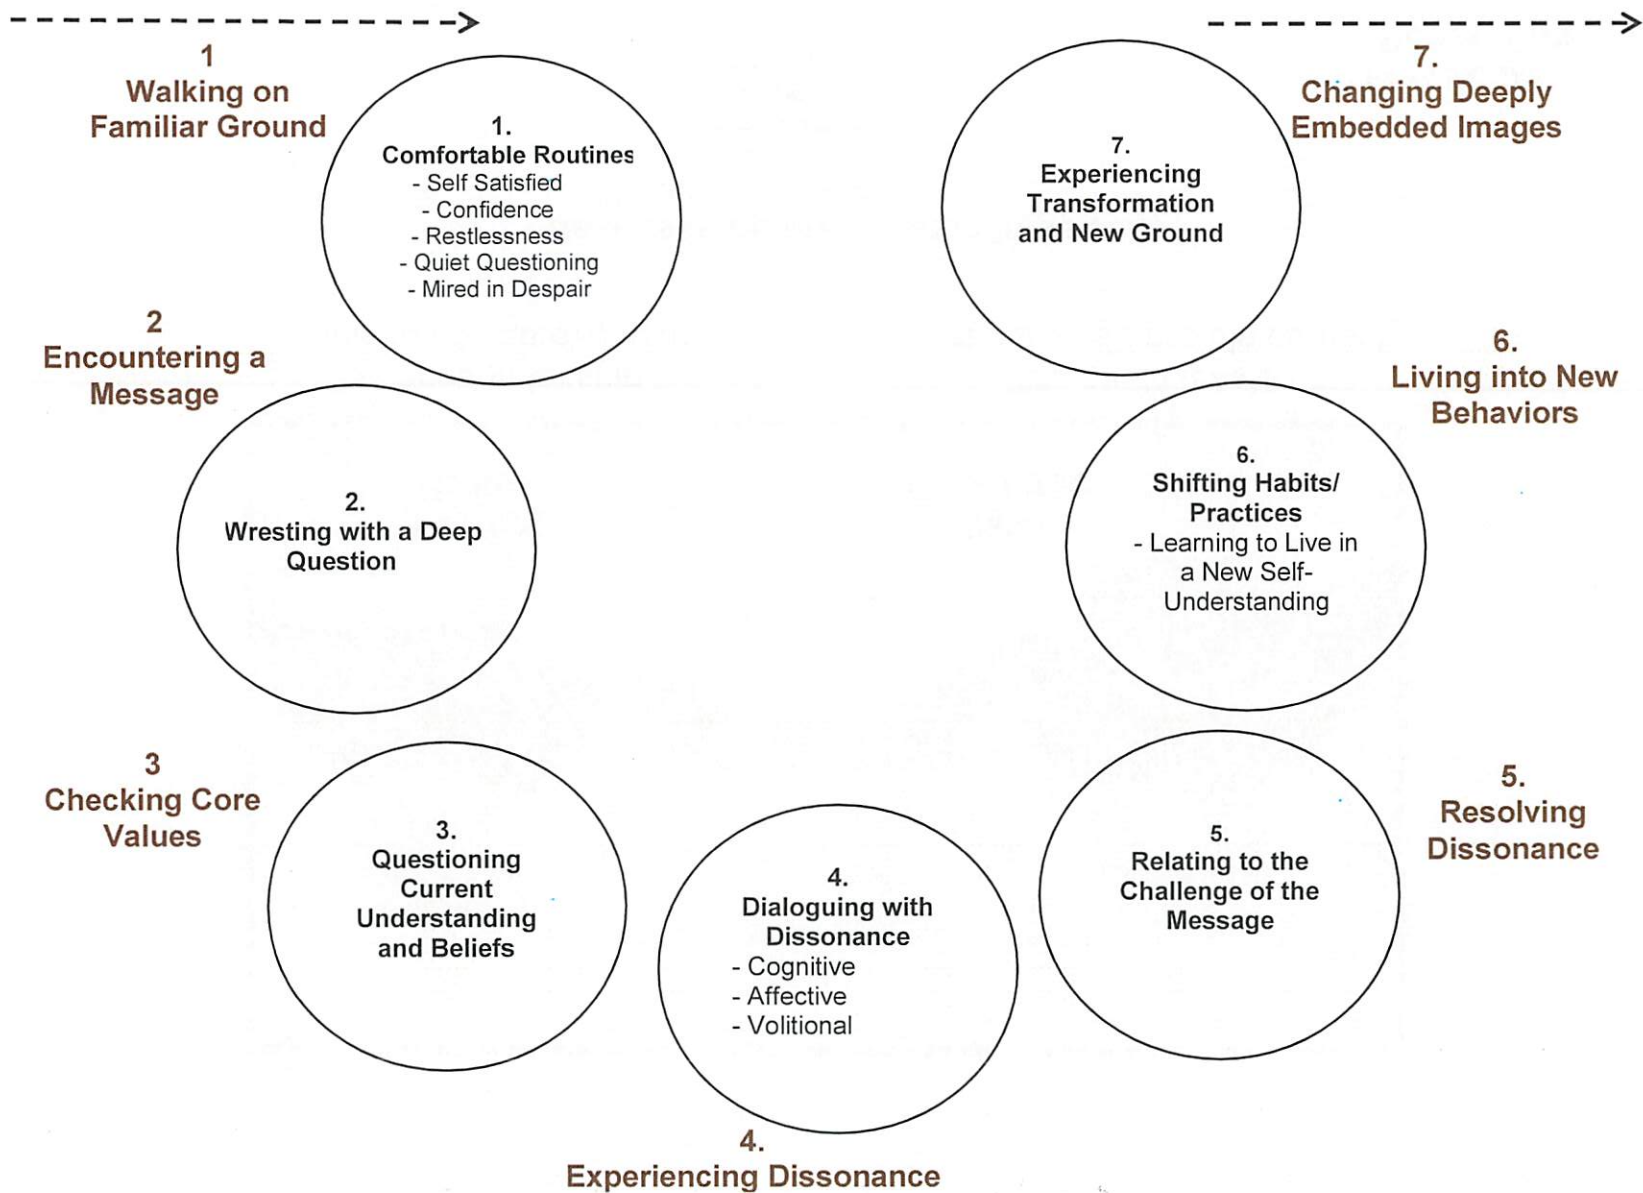 1
Walking on
Familiar Ground
1.
Comfortable Routines
- Self Satisfied
- Confidence
- Restlessness
- Quiet Questioning
- Mired in Despair
2
Encountering a
Message
2.
Wresting with a Deep
Question
3
Checking Core
Values
3.
Questioning
Current
Understanding
and Beliefs
4.
Dialoguing with
Dissonance
- Cognitive
- Affective
- Volitional
4.
Experiencing Dissonance
5.
Relating to the
Challenge of the
Message
5.
Resolving
Dissonance
6.
Shifting Habits/
Practices
- Learning to Live in
a New Self-
Understanding
6.
Living into New
Behaviors
7.
Experiencing
Transformation
and New Ground
7.
Changing Deeply
Embedded Images